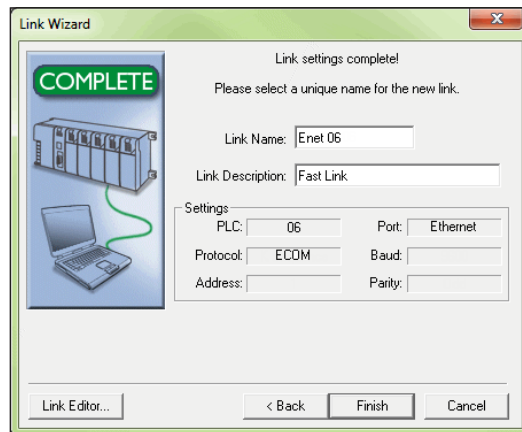 Link Wizard
COMPLETE
Link settings complete!
Please select a unique name for the new link.
Link Name: Enet 06
Link Description: Fast Link
Settings
PLC: 06 Port: Ethernet
Protocol: ECOM Baud:
Address: Parity:
Link Editor... < Back Finish Cancel